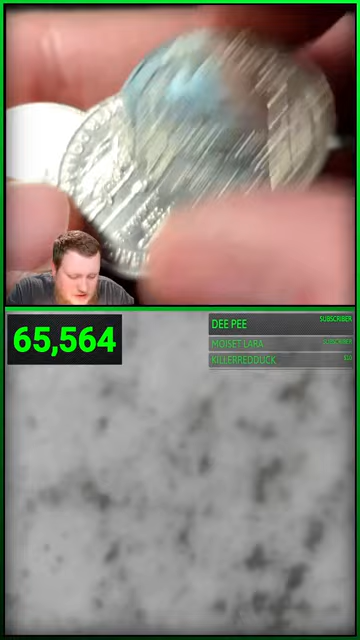 65,564
DEE PEE
SUBSCRIBER
MOISET LARA
SUBSCRIBER
KILLERREDDUCK
$10